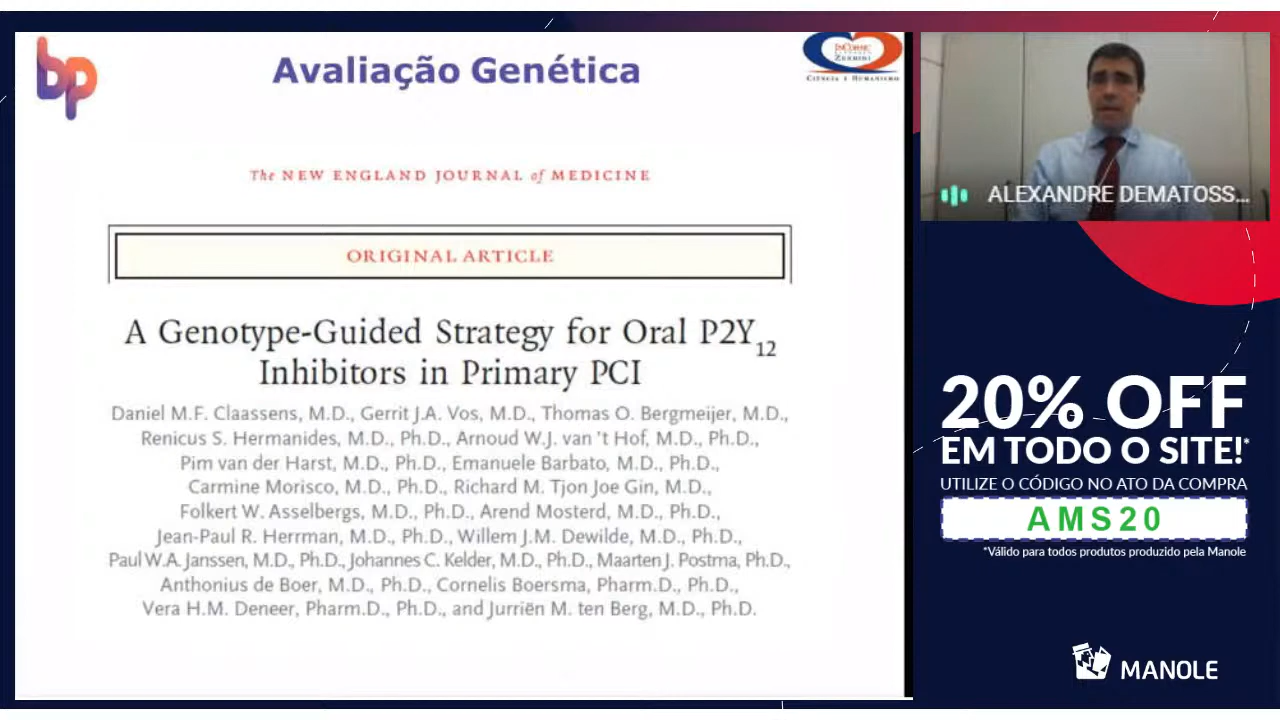 bp
Avaliação Genética
INCORHC
ZERBINI
CIÊNCIA E HUMANISMO
The NEW ENGLAND JOURNAL of MEDICINE
ORIGINAL ARTICLE
A Genotype-Guided Strategy for Oral P2Y12
Inhibitors in Primary PCI
Daniel M.F. Claassens, M.D., Gerrit J.A. Vos, M.D., Thomas O. Bergmeijer, M.D.,
Renicus S. Hermanides, M.D., Ph.D., Arnoud W.J. van 't Hof, M.D., Ph.D.,
Pim van der Harst, M.D., Ph.D., Emanuele Barbato, M.D., Ph.D.,
Carmine Morisco, M.D., Ph.D., Richard M. Tjon Joe Gin, M.D.,
Folkert W. Asselbergs, M.D., Ph.D., Arend Mosterd, M.D., Ph.D.,
Jean-Paul R. Herrman, M.D., Ph.D., Willem J.M. Dewilde, M.D., Ph.D.,
Paul W.A. Janssen, M.D., Ph.D., Johannes C. Kelder, M.D., Ph.D., Maarten J. Postma, Ph.D.,
Anthonius de Boer, M.D., Ph.D., Cornelis Boersma, Pharm.D., Ph.D.,
Vera H.M. Deneer, Pharm.D., Ph.D., and Jurriën M. ten Berg, M.D., Ph.D.
ALEXANDRE DEMATOSS...
20% OFF
EM TODO O SITE!*
UTILIZE O CÓDIGO NO ATO DA COMPRA
AMS20
*Válido para todos produtos produzido pela Manole
MANOLE